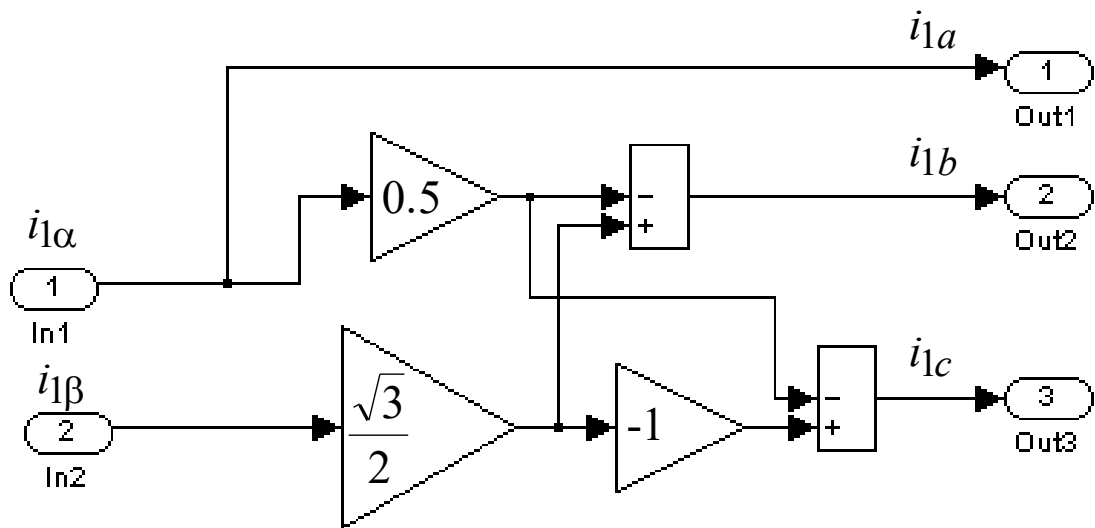 i1a
1
Out1
i1b
0.5
-
+
2
Out2
i1α
1
In1
i1β
2
In2
√3
2
-1
i1c
-
+
3
Out3